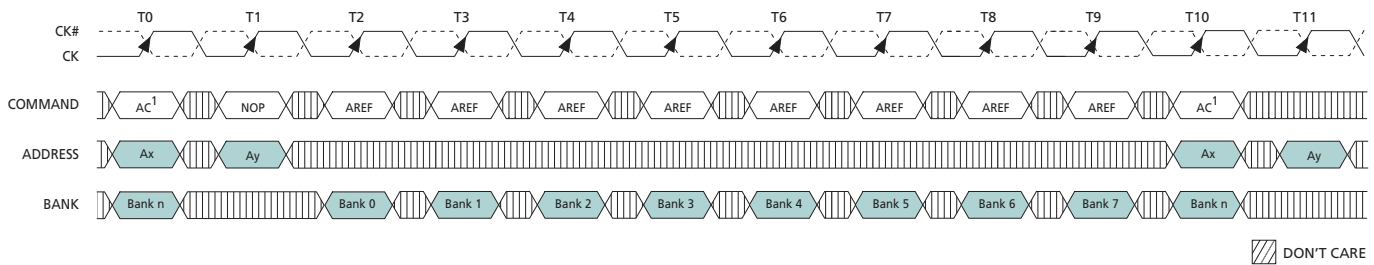 T0 T1 T2 T3 T4 T5 T6 T7 T8 T9 T10 T11
CK#
CK
COMMAND AC1 NOP AREF AREF AREF AREF AREF AREF AREF AREF AC1
ADDRESS Ax Ay Ax Ay
BANK Bank n Bank 0 Bank 1 Bank 2 Bank 3 Bank 4 Bank 5 Bank 6 Bank 7 Bank n
DON'T CARE